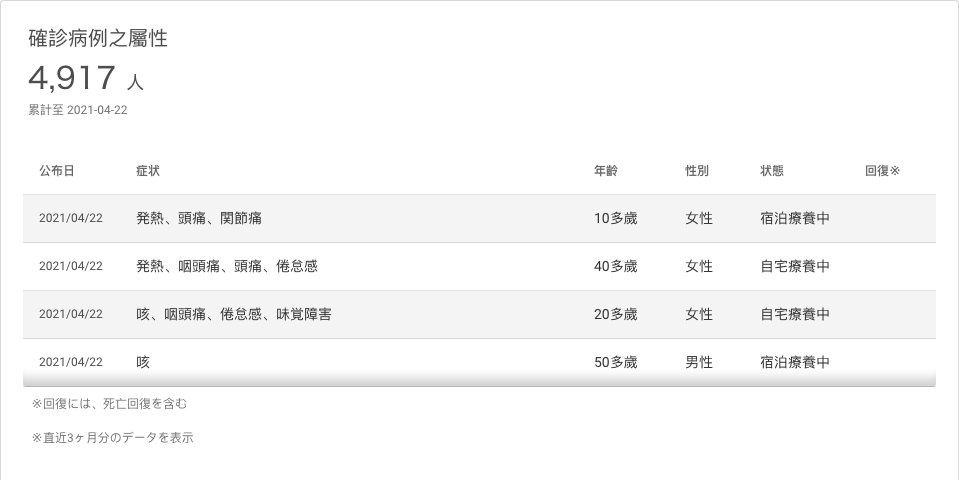 確診病例之屬性
4,917 人
累計至 2021-04-22
公布日 症状 年齢 性別 状態 回復※
2021/04/22 発熱、頭痛、関節痛 10多歲 女性 宿泊療養中
2021/04/22 発熱、咽頭痛、頭痛、倦怠感 40多歲 女性 自宅療養中
2021/04/22 咳、咽頭痛、倦怠感、味覚障害 20多歲 女性 自宅療養中
2021/04/22 咳 50多歲 男性 宿泊療養中
※回復には、死亡回復を含む
※直近3ヶ月分のデータを表示